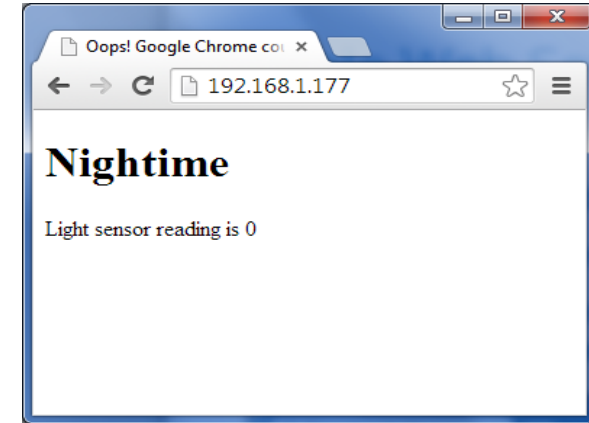 Oops! Google Chrome cou
192.168.1.177
Nightime
Light sensor reading is 0